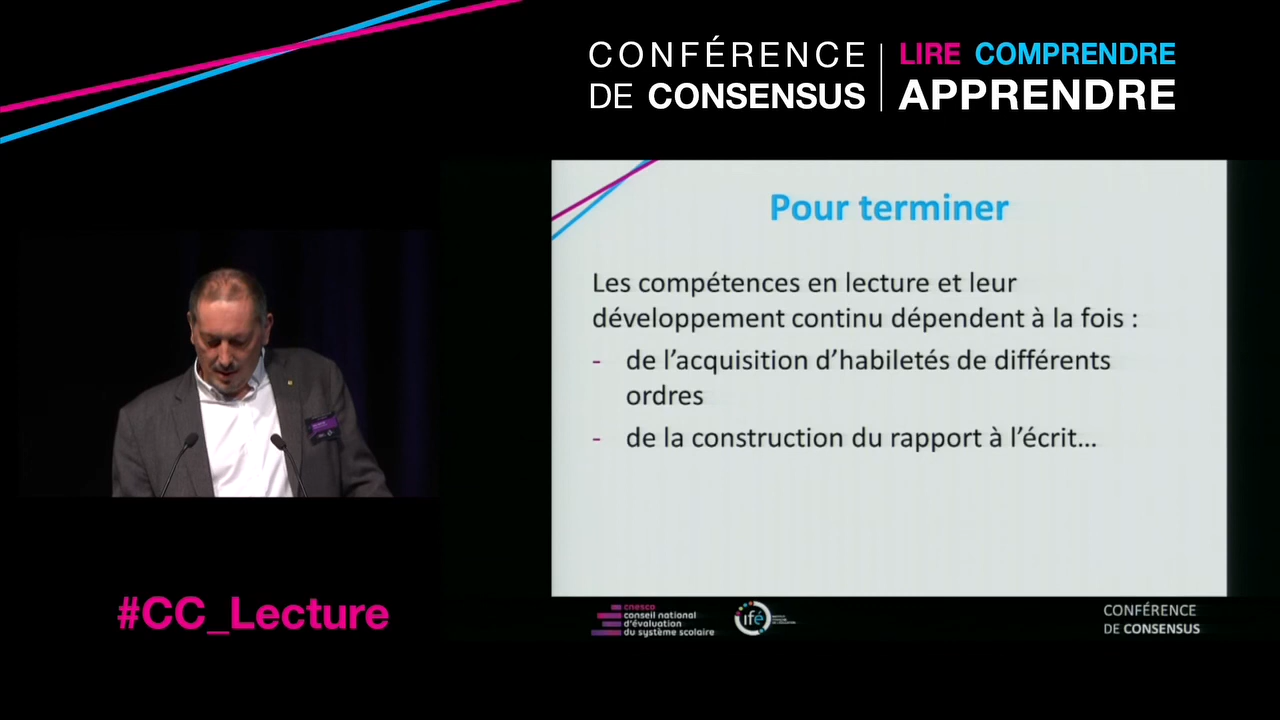 CONFÉRENCE
DE CONSENSUS
LIRE COMPRENDRE
APPRENDRE
Pour terminer
Les compétences en lecture et leur
développement continu dépendent à la fois :
- de l'acquisition d'habiletés de différents
ordres
- de la construction du rapport à l'écrit...
#CC_Lecture
cnesco
conseil national
d'évaluation
du système scolaire
ifé
CONFÉRENCE
DE CONSENSUS